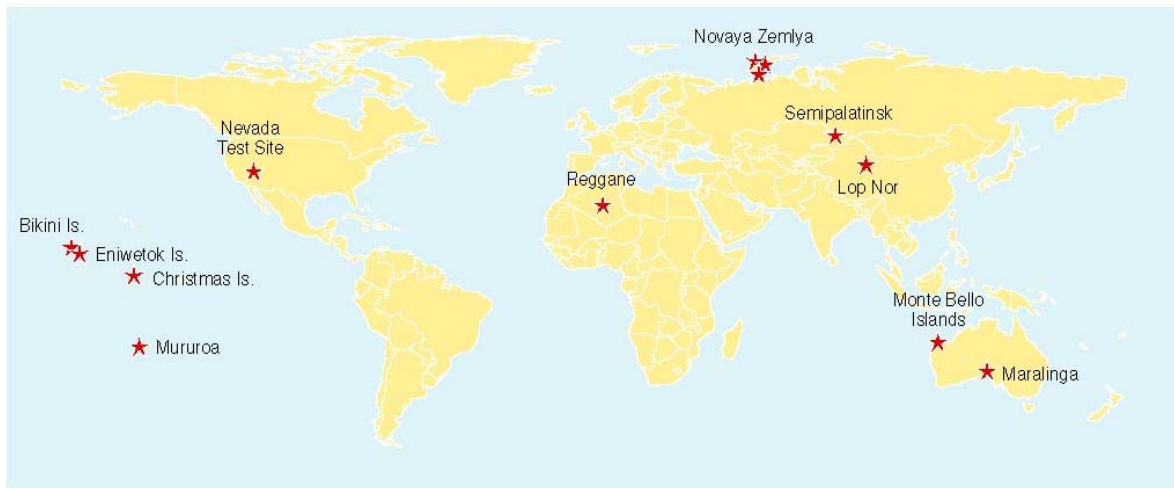 Novaya Zemlya
Semipalatinsk
Nevada
Test Site
Reggane
Lop Nor
Bikini Is.
Eniwetok Is.
Christmas Is.
Monte Bello
Islands
Mururoa
Maralinga